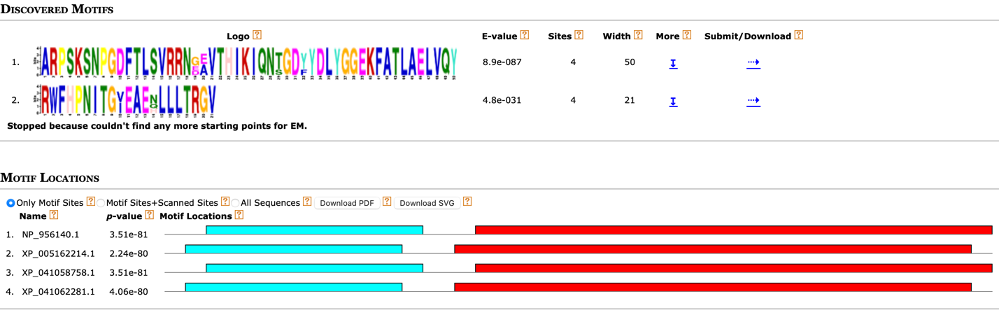 Discovered Motifs
Logo ? E-value ? Sites ? Width ? More ? Submit/Download ?
1. ARPSKSNPGDFTLSVRRNGEVTHIKIQNTGDYYDLYGGEKFATLAELVQY 8.9e-087 4 50
2. RWFHPNITGYEAENLLLTRGV 4.8e-031 4 21
Stopped because couldn't find any more starting points for EM.
Motif Locations
Only Motif Sites ? Motif Sites+Scanned Sites ? All Sequences ? Download PDF ? Download SVG ?
Name ? p-value ? Motif Locations ?
1. NP_956140.1 3.51e-81
2. XP_005162214.1 2.24e-80
3. XP_041058758.1 3.51e-81
4. XP_041062281.1 4.06e-80